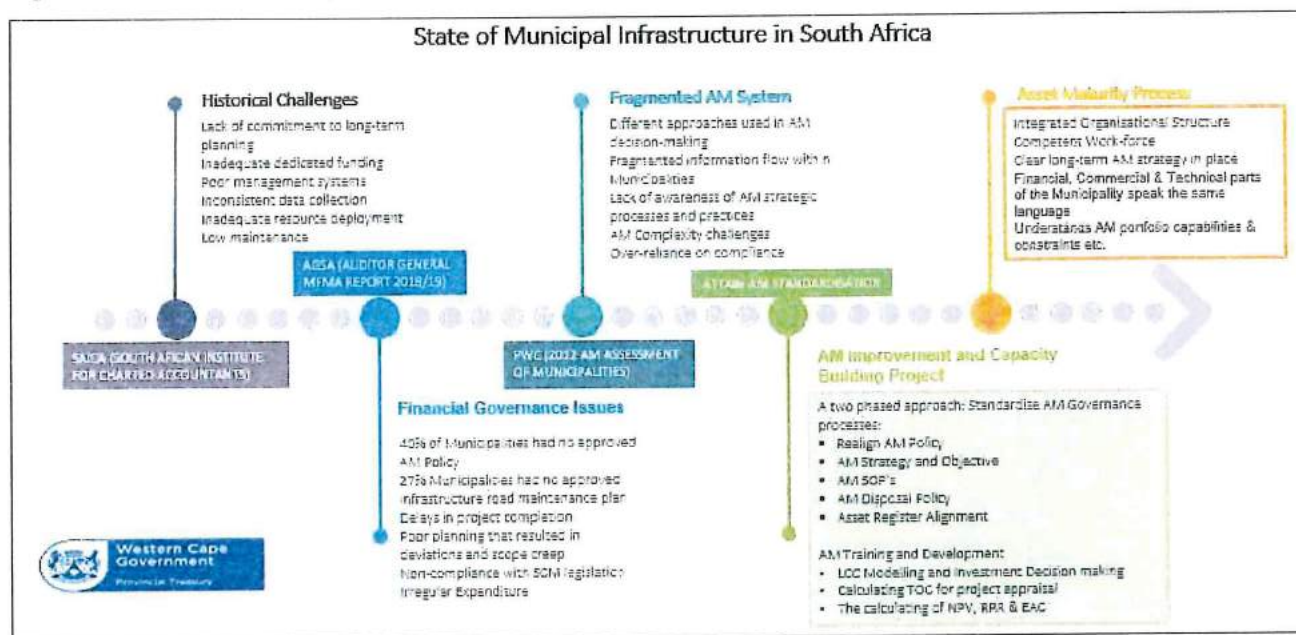 State of Municipal Infrastructure in South Africa
Historical Challenges
Lack of commitment to long-term
planning
Inadequate dedicated funding
Poor management systems
Inconsistent data collection
Inadequate resource deployment
Low maintenance
SAICA (SOUTH AFRICAN INSTITUTE
FOR CHARTED ACCOUNTANTS)
AGSA (AUDITOR GENERAL
MFMA REPORT 2018/19)
Financial Governance Issues
40% of Municipalities had no approved
AM Policy
27% Municipalities had no approved
infrastructure road maintenance plan
Delays in project completion
Poor planning that resulted in
deviations and scope creep
Non-compliance with SCM legislation
Irregular Expenditure
Fragmented AM System
Different approaches used in AM
decision-making
Fragmented information flow within
Municipalities
Lack of awareness of AM strategic
processes and practices
AM Complexity challenges
Over-reliance on compliance
PWC (2012 AM ASSESSMENT
OF MUNICIPALITIES)
ATTAIN AM STANDARDISATION
AM Improvement and Capacity
Building Project
A two phased approach: Standardise AM Governance
processes:
▪ Realign AM Policy
▪ AM Strategy and Objective
▪ AM SOP's
▪ AM Disposal Policy
▪ Asset Register Alignment
AM Training and Development
• LCC Modelling and Investment Decision making
• Calculating TOC for project appraisal
• The calculating of NPV, & EAC
Asset Maturity Process
Integrated Organisational Structure
Competent Work-force
Clear long-term AM strategy in place
Financial, Commercial & Technical parts
of the Municipality speak the same
language
Understands AM portfolio capabilities &
constraints etc.
Western Cape
Government
Provincial Treasury